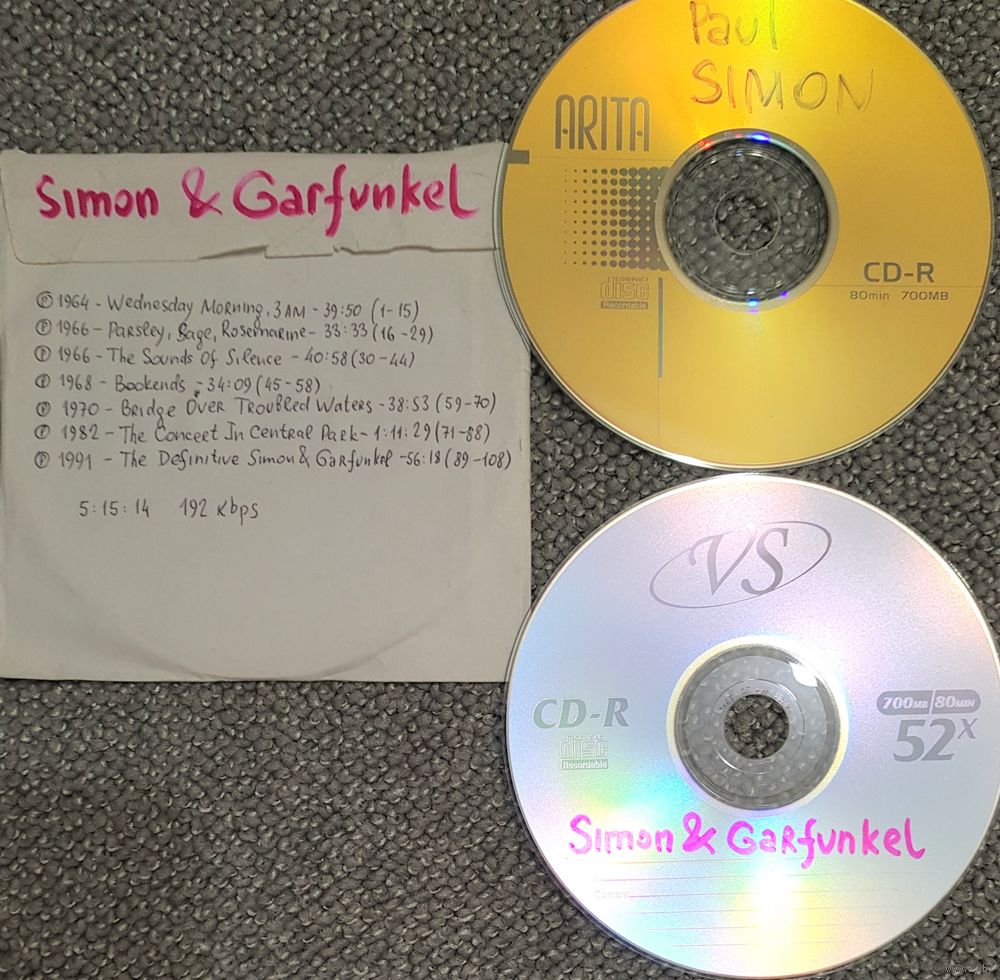 Simon & Garfunkel
Ⓟ 1964 - Wednesday Morning, 3 AM - 39:50 (1-15)
Ⓟ 1966 - Parsley, Sage, Rosemarine - 33:33 (16-29)
Ⓟ 1966 - The Sounds Of Silence - 40:58 (30-44)
Ⓟ 1968 - Bookends - 34:09 (45-58)
Ⓟ 1970 - Bridge Over Troubled Waters - 38:53 (59-70)
Ⓟ 1982 - The Concert In Central Park - 1:11:29 (71-88)
Ⓟ 1991 - The Definitive Simon & Garfunkel - 56:18 (89-108)
5:15:14 192 Kbps
Paul
SIMON
ARITA
COMPACT
disc
Recordable
CD-R
80min 700MB
VS
CD-R
COMPACT
disc
Recordable
700MB 80MIN
52X
Simon & Garfunkel